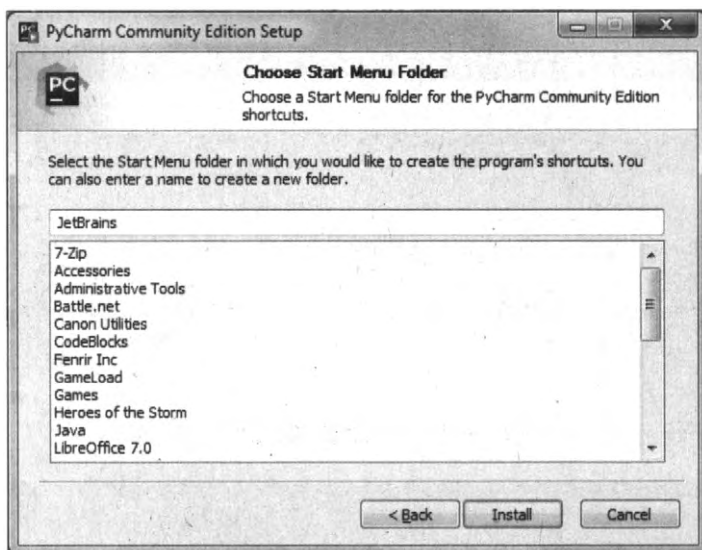 PyCharm Community Edition Setup
PC
Choose Start Menu Folder
Choose a Start Menu folder for the PyCharm Community Edition
shortcuts.
Select the Start Menu folder in which you would like to create the program's shortcuts. You
can also enter a name to create a new folder.
JetBrains
7-Zip
Accessories
Administrative Tools
Battle.net
Canon Utilities
CodeBlocks
Fenrir Inc
GameLoad
Games
Heroes of the Storm
Java
LibreOffice 7.0
< Back Install Cancel